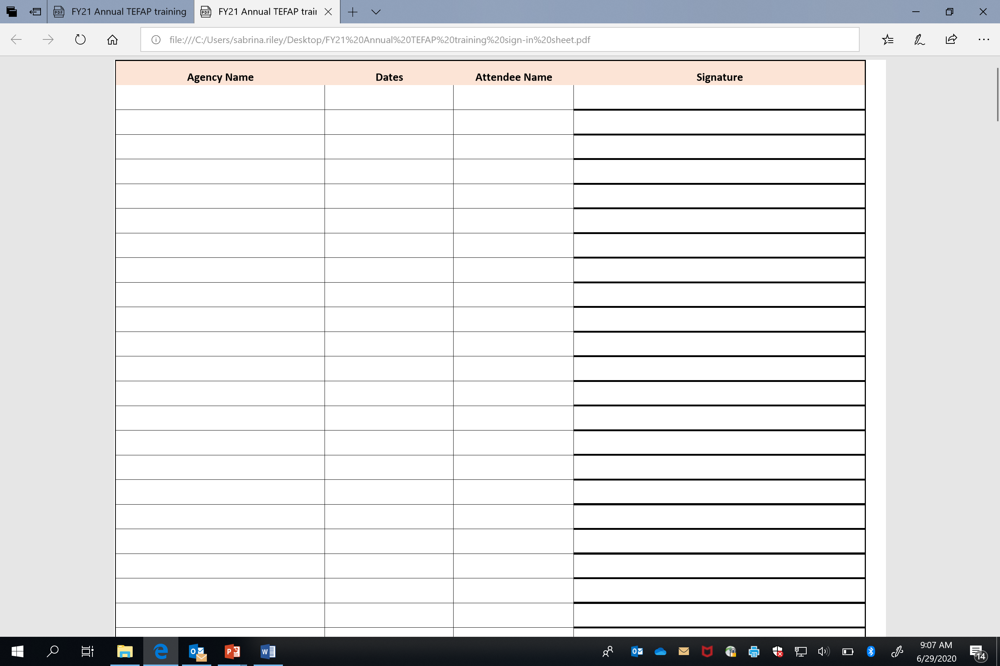 FY21 Annual TEFAP training
FY21 Annual TEFAP trai
file:///C:/Users/sabrina.riley/Desktop/FY21%20Annual%20TEFAP%20training%20sign-in%20sheet.pdf
Agency Name Dates Attendee Name Signature
9:07 AM
6/29/2020
14